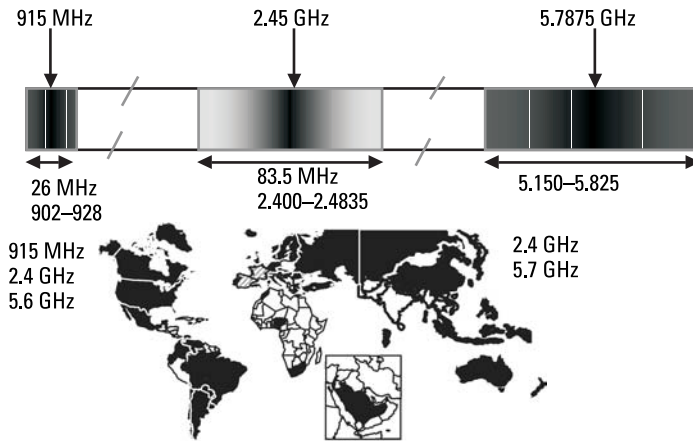 915 MHz
2.45 GHz
5.7875 GHz
26 MHz
902–928
83.5 MHz
2.400–2.4835
5.150–5.825
915 MHz
2.4 GHz
5.6 GHz
2.4 GHz
5.7 GHz